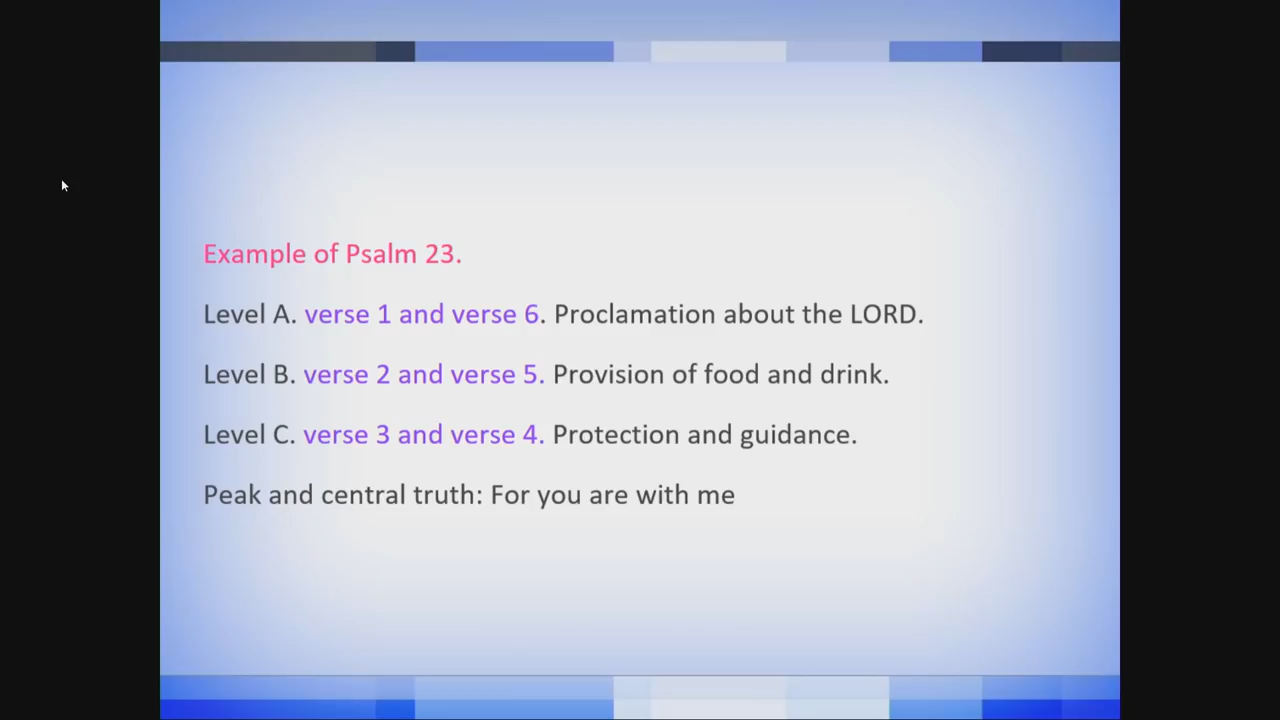 Example of Psalm 23.
Level A. verse 1 and verse 6. Proclamation about the LORD.
Level B. verse 2 and verse 5. Provision of food and drink.
Level C. verse 3 and verse 4. Protection and guidance.
Peak and central truth: For you are with me